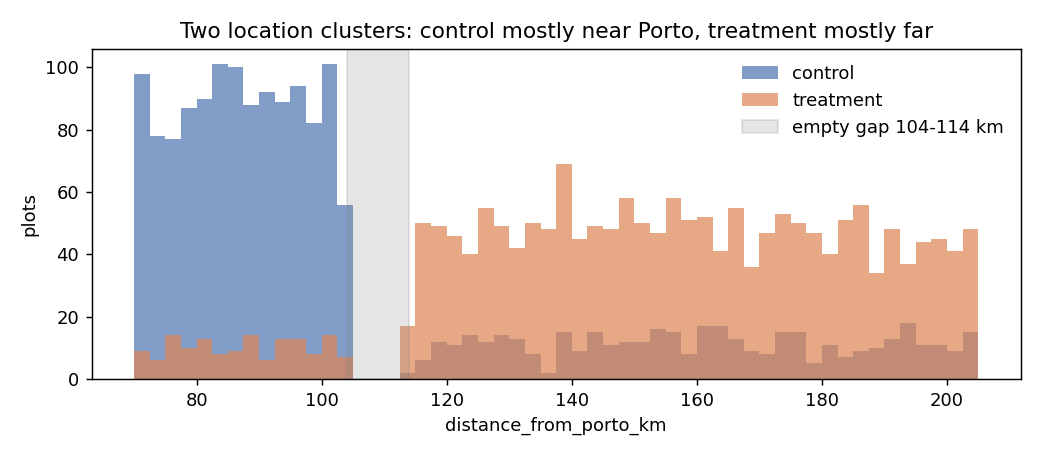 Two location clusters: control mostly near Porto, treatment mostly far
100
80
60
40
20
0
plots
control
treatment
empty gap 104-114 km
80 100 120 140 160 180 200
distance_from_porto_km